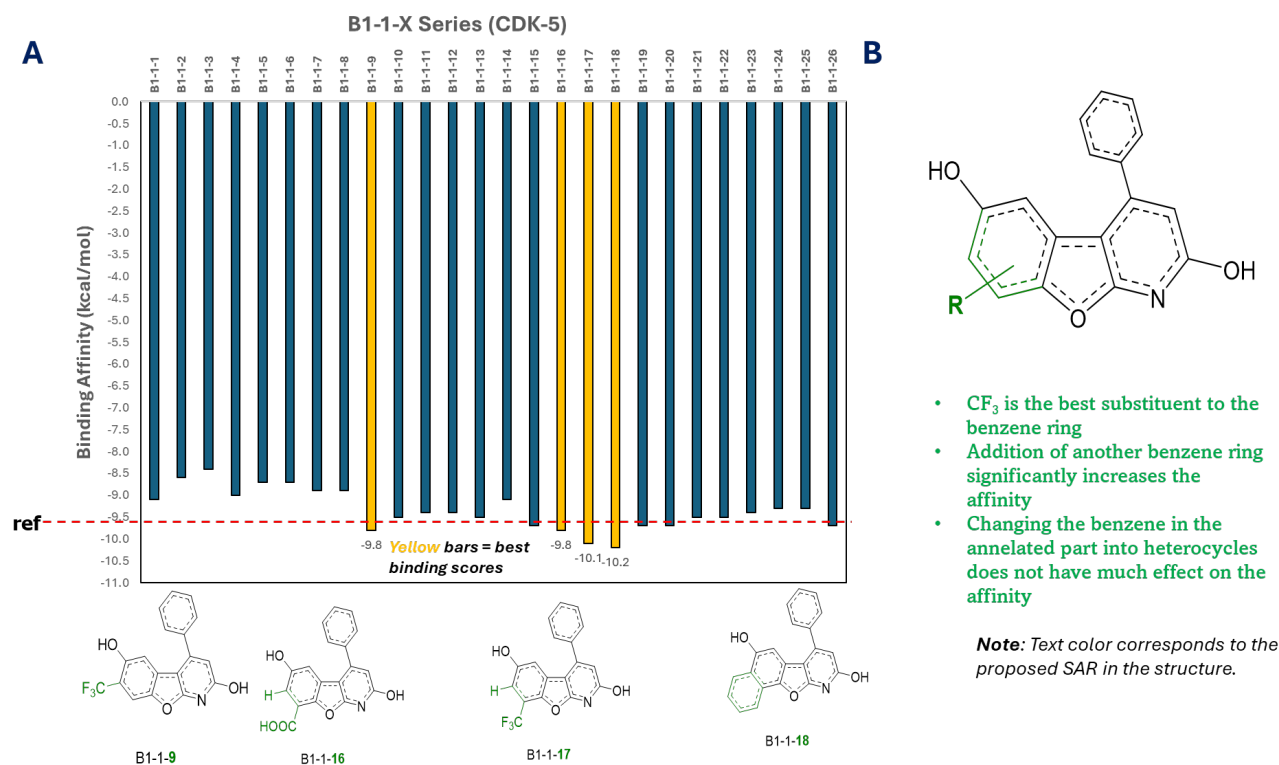 B1-1-X Series (CDK-5)
A
B
B1-1-1
B1-1-2
B1-1-3
B1-1-4
B1-1-5
B1-1-6
B1-1-7
B1-1-8
B1-1-9
B1-1-10
B1-1-11
B1-1-12
B1-1-13
B1-1-14
B1-1-15
B1-1-16
B1-1-17
B1-1-18
B1-1-19
B1-1-20
B1-1-21
B1-1-22
B1-1-23
B1-1-24
B1-1-25
B1-1-26
Binding Affinity (kcal/mol)
0.0
-0.5
-1.0
-1.5
-2.0
-2.5
-3.0
-3.5
-4.0
-4.5
-5.0
-5.5
-6.0
-6.5
-7.0
-7.5
-8.0
-8.5
-9.0
-9.5
-10.0
-10.5
-11.0
ref
-9.8
Yellow bars = best
binding scores
-9.8
-10.1
-10.2
HO
F₃C
O
N
OH
B1-1-9
HO
H
HOOC
O
N
OH
B1-1-16
HO
H
F₃C
O
N
OH
B1-1-17
HO
O
N
OH
B1-1-18
HO
R
O
N
OH
• CF₃ is the best substituent to the
benzene ring
• Addition of another benzene ring
significantly increases the
affinity
• Changing the benzene in the
annelated part into heterocycles
does not have much effect on the
affinity
Note: Text color corresponds to the
proposed SAR in the structure.